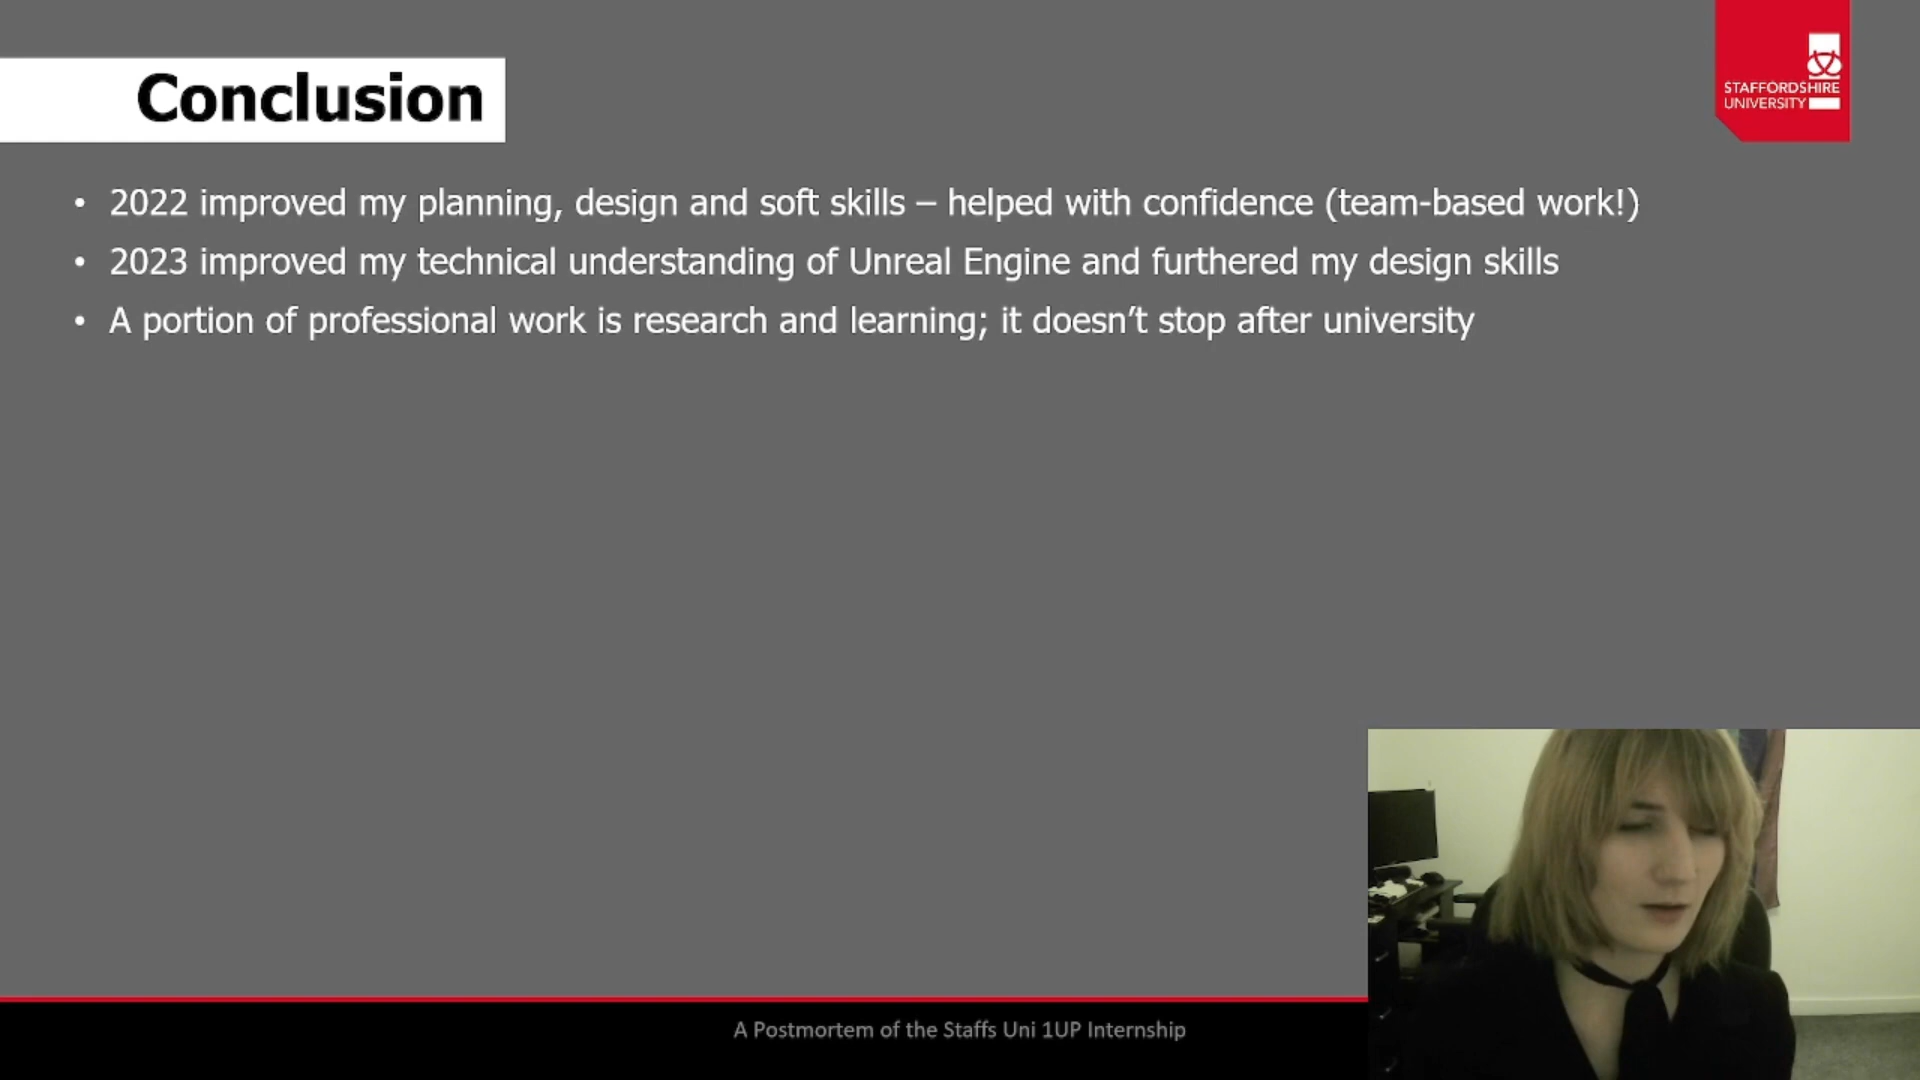 Conclusion
STAFFORDSHIRE
UNIVERSITY
• 2022 improved my planning, design and soft skills – helped with confidence (team-based work!)
• 2023 improved my technical understanding of Unreal Engine and furthered my design skills
• A portion of professional work is research and learning; it doesn’t stop after university
A Postmortem of the Staffs Uni 1UP Internship